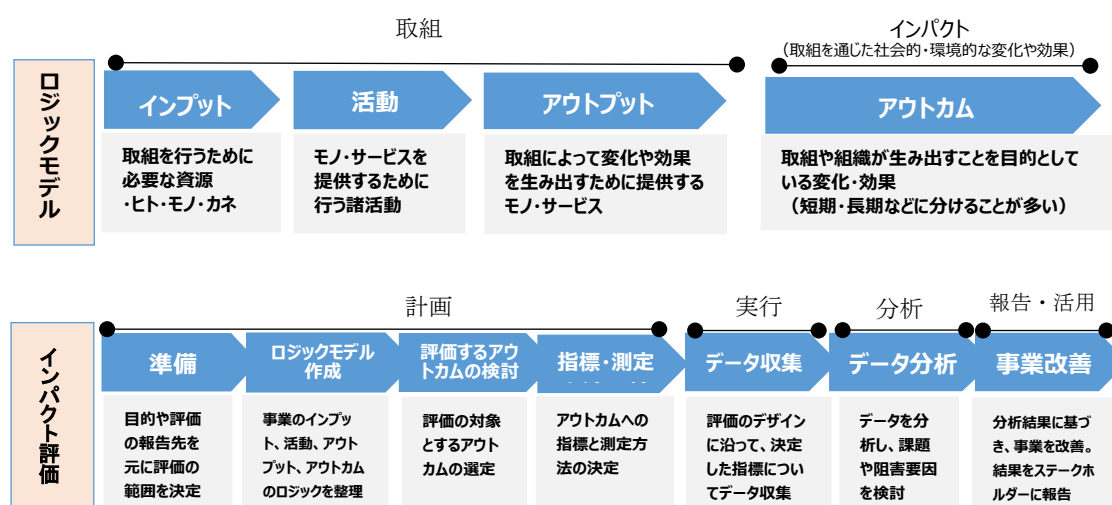 取組
インパクト
(取組を通じた社会的・環境的な変化や効果)
ロジックモデル
インプット
活動
アウトプット
アウトカム
取組を行うために
必要な資源
・ヒト・モノ・カネ
モノ・サービスを
提供するために
行う諸活動
取組によって変化や効果
を生み出すために提供する
モノ・サービス
取組や組織が生み出すことを目的として
いる変化・効果
(短期・長期などに分けることが多い)
計画
実行
分析
報告・活用
インパクト評価
準備
ロジックモデル
作成
評価するアウ
トカムの検討
指標・測定
データ収集
データ分析
事業改善
目的や評価
の報告先を
元に評価の
範囲を決定
事業のインプッ
ト、活動、アウト
プット、アウトカム
のロジックを整理
評価の対象
とするアウト
カムの選定
アウトカムへの
指標と測定方
法の決定
評価のデザイン
に沿って、決定
した指標につい
てデータ収集
データを分
析し、課題
や阻害要因
を検討
分析結果に基づ
き、事業を改善。
結果をステークホ
ルダーに報告